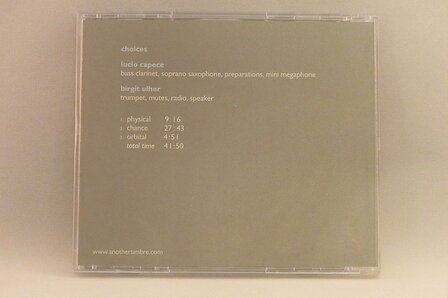 choices
lucio capece
bass clarinet, soprano saxophone, preparations, mini megaphone
birgit ulher
trumpet, mutes, radio, speaker
1. physical 9:16
2. chance 27:43
3. orbital 4:51
total time 41:50
www.anothertimbre.com